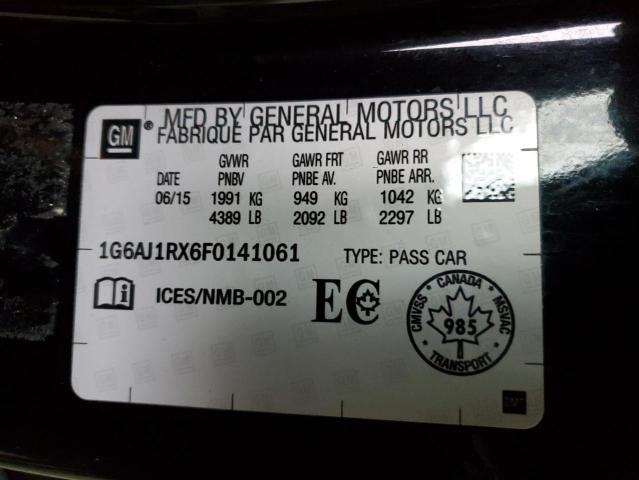 GM ® MFD BY GENERAL MOTORS LLC
FABRIQUE PAR GENERAL MOTORS LLC
GVWR GAWR FRT GAWR RR
DATE PNBV PNBE AV. PNBE ARR.
06/15 1991 KG 949 KG 1042 KG
4389 LB 2092 LB 2297 LB
1G6AJ1RX6F0141061 TYPE: PASS CAR
ICES/NMB-002 EC
CANADA
CMVSS 985 MSVAC
TRANSPORT
GM